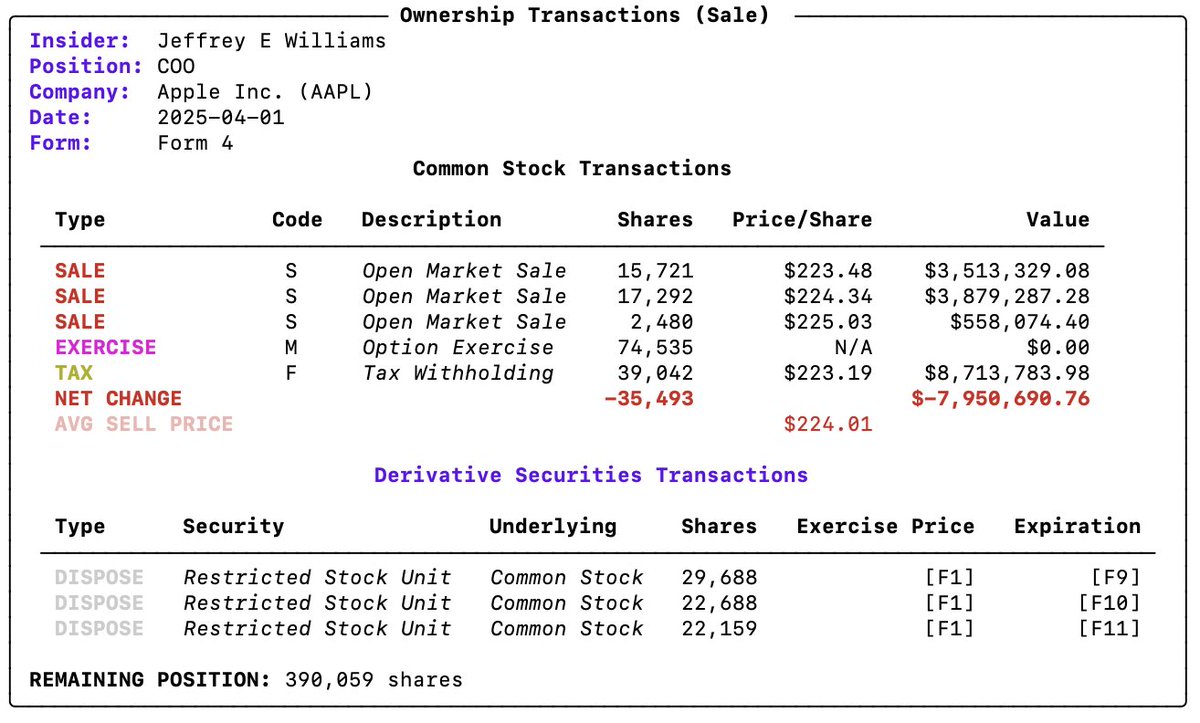 Ownership Transactions (Sale)
Insider: Jeffrey E Williams
Position: COO
Company: Apple Inc. (AAPL)
Date: 2025-04-01
Form: Form 4
Common Stock Transactions
Type Code Description Shares Price/Share Value
SALE S Open Market Sale 15,721 $223.48 $3,513,329.08
SALE S Open Market Sale 17,292 $224.34 $3,879,287.28
SALE S Open Market Sale 2,480 $225.03 $558,074.40
EXERCISE M Option Exercise 74,535 N/A $0.00
TAX F Tax Withholding 39,042 $223.19 $8,713,783.98
NET CHANGE -35,493 $-7,950,690.76
AVG SELL PRICE $224.01
Derivative Securities Transactions
Type Security Underlying Shares Exercise Price Expiration
DISPOSE Restricted Stock Unit Common Stock 29,688 [F1] [F9]
DISPOSE Restricted Stock Unit Common Stock 22,688 [F1] [F10]
DISPOSE Restricted Stock Unit Common Stock 22,159 [F1] [F11]
REMAINING POSITION: 390,059 shares